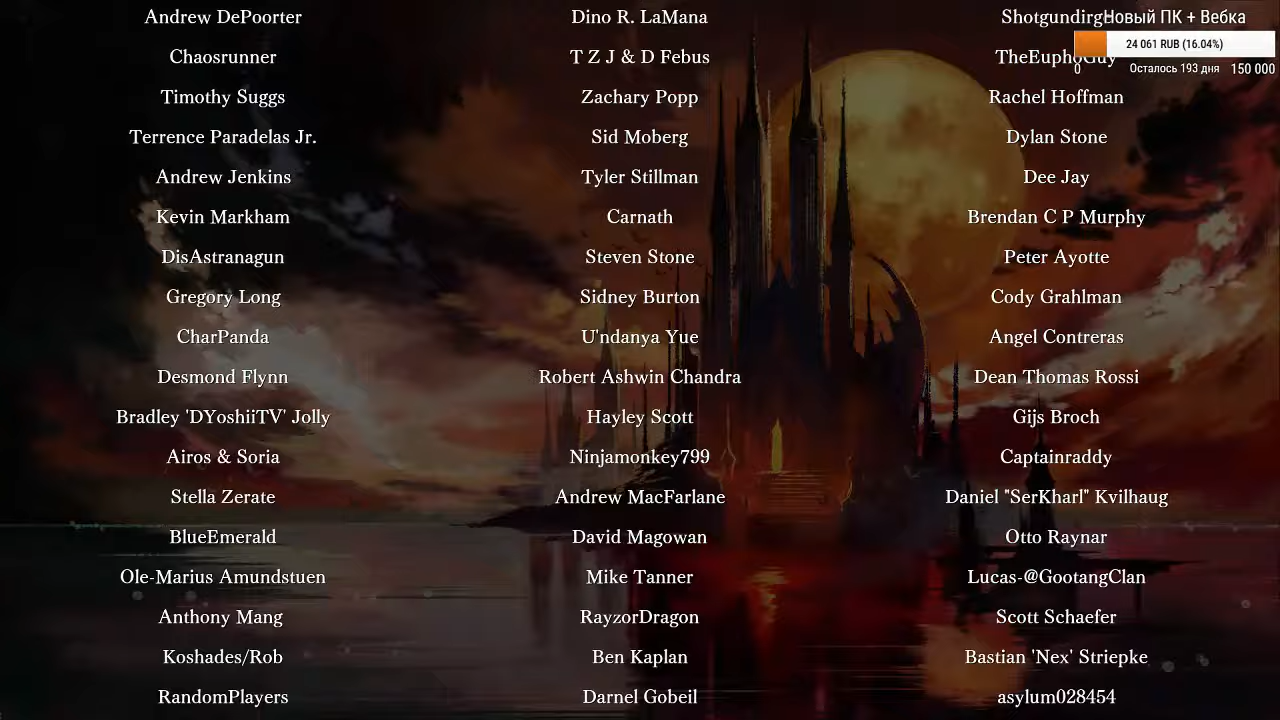 Andrew DePoorter
Chaosrunner
Timothy Suggs
Terrence Paradelas Jr.
Andrew Jenkins
Kevin Markham
DisAstranagun
Gregory Long
CharPanda
Desmond Flynn
Bradley 'DYoshiiTV' Jolly
Airos & Soria
Stella Zerate
BlueEmerald
Ole-Marius Amundstuen
Anthony Mang
Koshades/Rob
RandomPlayers
Dino R. LaMana
T Z J & D Febus
Zachary Popp
Sid Moberg
Tyler Stillman
Carnath
Steven Stone
Sidney Burton
U'ndanya Yue
Robert Ashwin Chandra
Hayley Scott
Ninjamonkey799
Andrew MacFarlane
David Magowan
Mike Tanner
RayzorDragon
Ben Kaplan
Darnel Gobeil
TheEuphoGuy
Rachel Hoffman
Dylan Stone
Dee Jay
Brendan C P Murphy
Peter Ayotte
Cody Grahlman
Angel Contreras
Dean Thomas Rossi
Gijs Broch
Captainraddy
Daniel "SerKharl" Kvilhaug
Otto Raynar
Lucas-@GootangClan
Scott Schaefer
Bastian 'Nex' Striepke
asylum028454
Новый ПК + Вебка
24 061 RUB (16.04%)
0 Осталось 193 дня 150 000